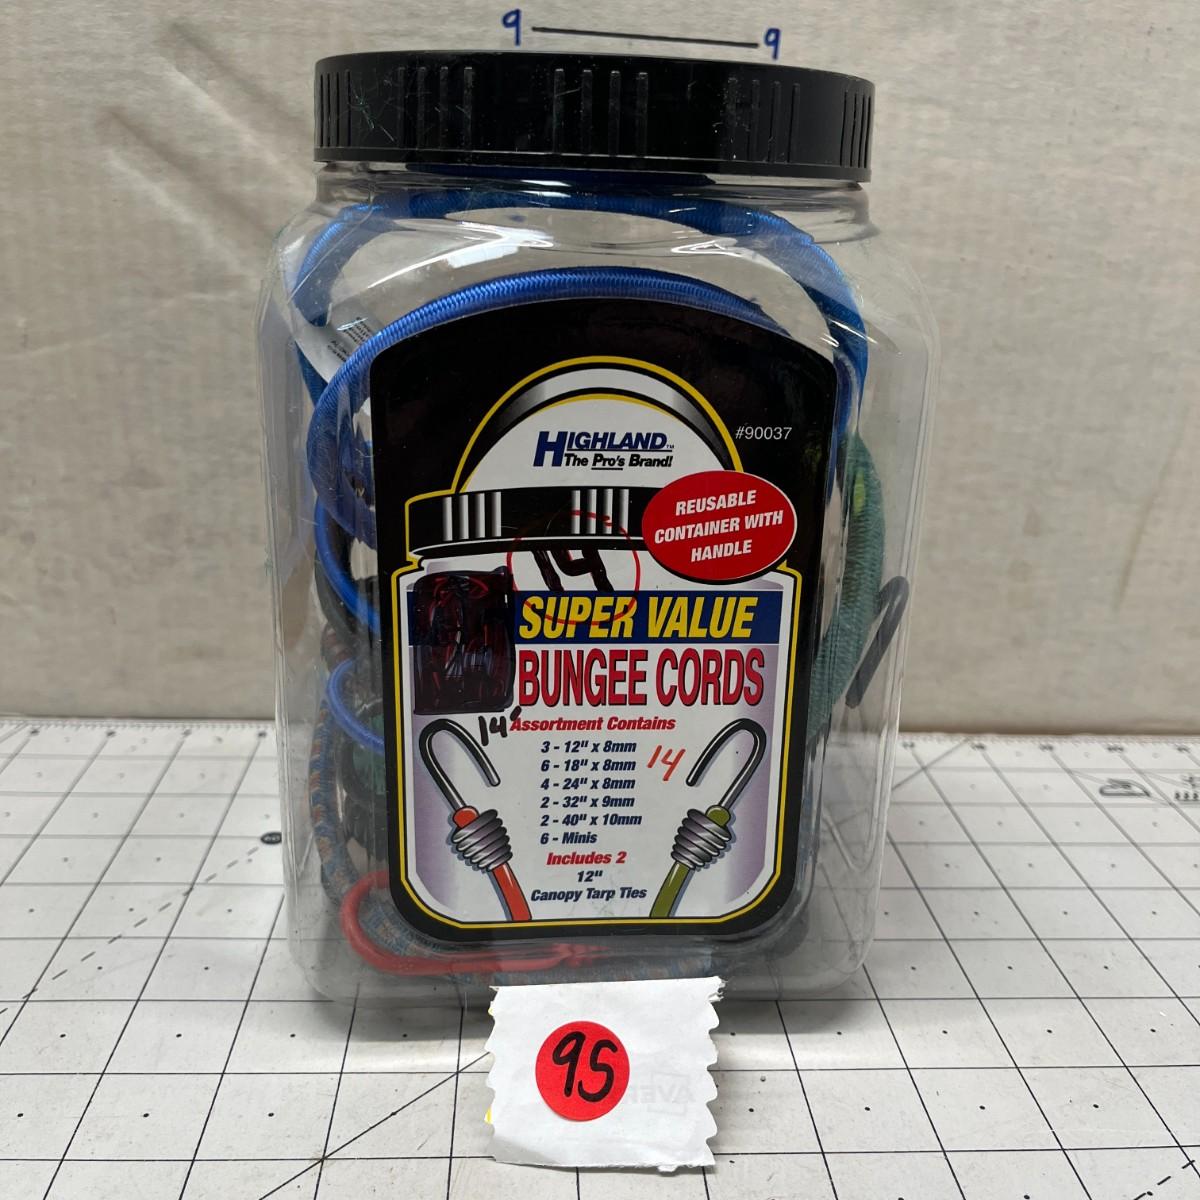 9 9
HIGHLAND™
The Pro's Brand!
#90037
REUSABLE
CONTAINER WITH
HANDLE
14
SUPER VALUE
BUNGEE CORDS
14
Assortment Contains
3 - 12" x 8mm
6 - 18" x 8mm
14
4 - 24" x 8mm
2 - 32" x 9mm
2 - 40" x 10mm
6 - Minis
Includes 2
12"
Canopy Tarp Ties
95